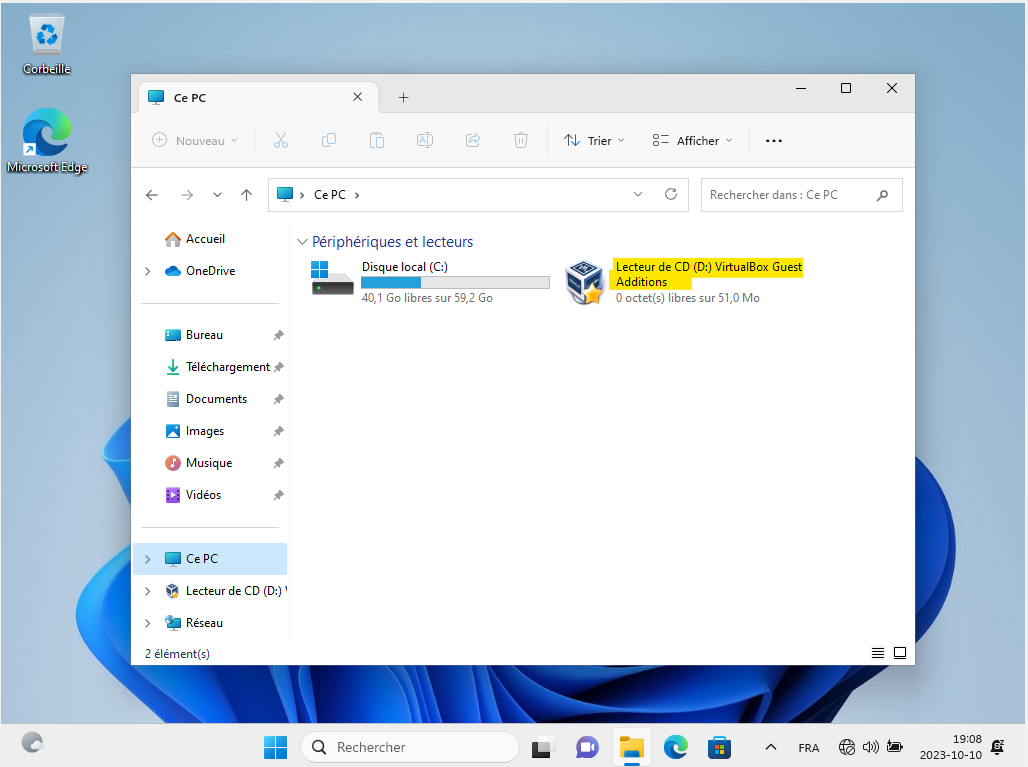 Corbeille
Microsoft Edge
Ce PC
Nouveau
Trier
Afficher
Ce PC
Rechercher dans : Ce PC
Accueil
OneDrive
Bureau
Téléchargement
Documents
Images
Musique
Vidéos
Ce PC
Lecteur de CD (D:) V
Réseau
Périphériques et lecteurs
Disque local (C:)
40,1 Go libres sur 59,2 Go
Lecteur de CD (D:) VirtualBox Guest
Additions
0 octet(s) libres sur 51,0 Mo
2 élément(s)
Rechercher
FRA
19:08
2023-10-10